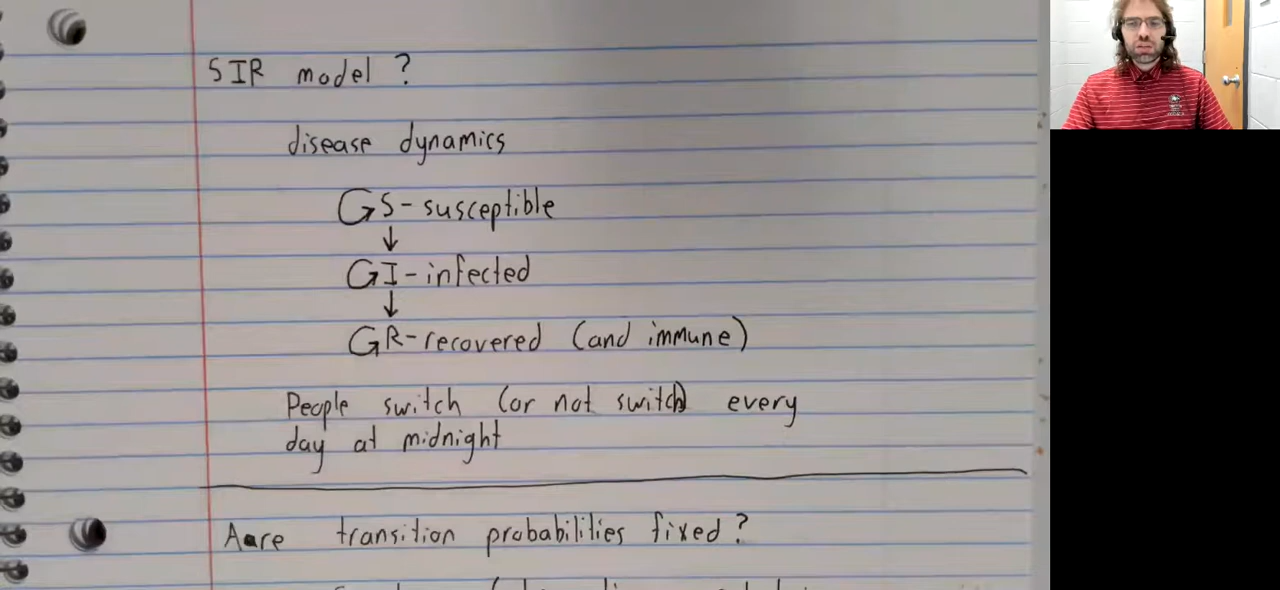 SIR model ?
disease dynamics
GS-susceptible
↓
GI-infected
↓
GR-recovered (and immune)
People switch (or not switch) every
day at midnight
Aare transition probabilities fixed ?